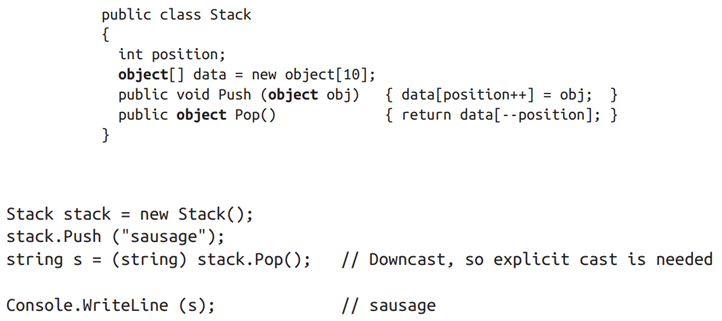 public class Stack
{
  int position;
  object[] data = new object[10];
  public void Push (object obj)   { data[position++] = obj;  }
  public object Pop()             { return data[--position]; }
}
Stack stack = new Stack();
stack.Push ("sausage");
string s = (string) stack.Pop();   // Downcast, so explicit cast is needed
Console.WriteLine (s);             // sausage